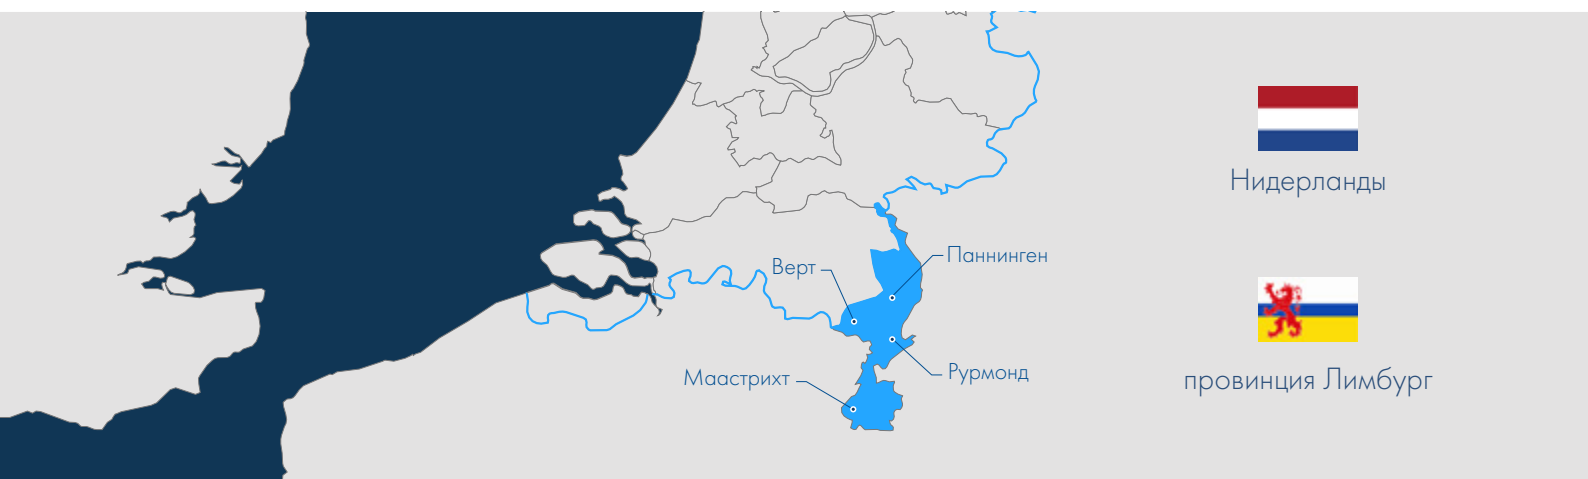 Нидерланды
Паннинген
Верт
Рурмонд
Маастрихт
провинция Лимбург